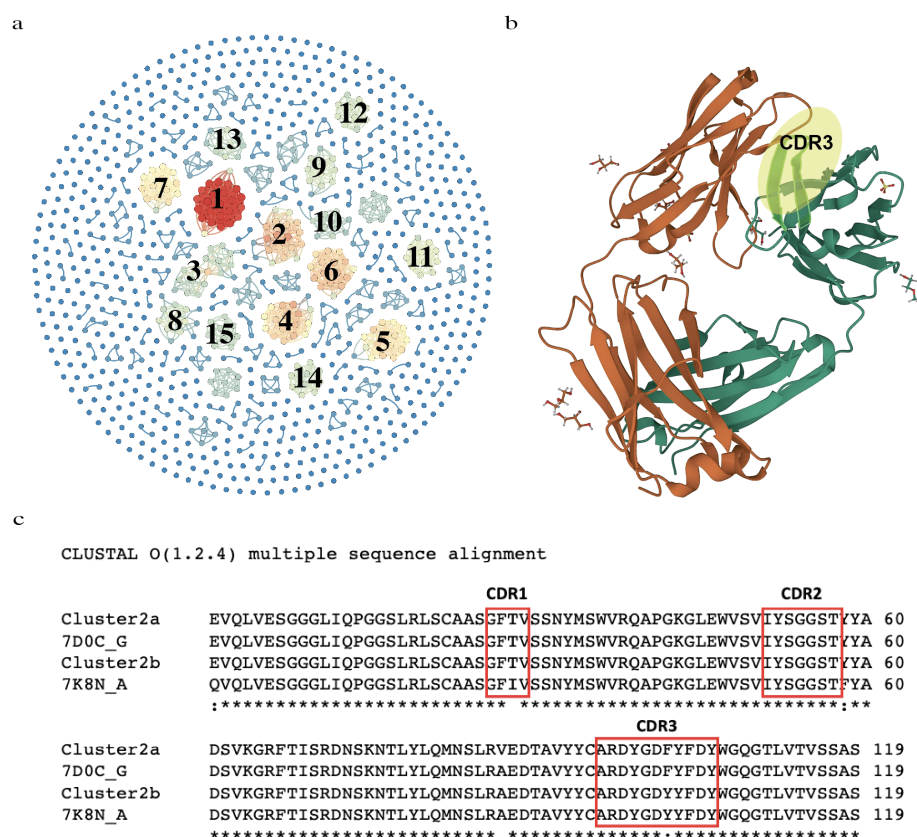 a
b
12
13
9
7
1
10
2
11
3
6
8
15
4
5
14
CDR3
c
CLUSTAL O(1.2.4) multiple sequence alignment
CDR1 CDR2
Cluster2a EVQLVESGGGLIQPGGSLRLSCAASGFTVSSNYMSWVRQAPGKGLEWVSVIYSGGSTYYA 60
7D0C_G EVQLVESGGGLIQPGGSLRLSCAASGFTVSSNYMSWVRQAPGKGLEWVSVIYSGGSTYYA 60
Cluster2b EVQLVESGGGLIQPGGSLRLSCAASGFTVSSNYMSWVRQAPGKGLEWVSVIYSGGSTYYA 60
7K8N_A QVQLVESGGGLIQPGGSLRLSCAASGFIVSSNYMSWVRQAPGKGLEWVSVIYSGGSTFYA 60
:************************** *****************************:**
CDR3
Cluster2a DSVKGRFTISRDNSKNTLYLQMNSLRVEDTAVYYCARDYGDFYFDYWGQGTLVTVSSAS 119
7D0C_G DSVKGRFTISRDNSKNTLYLQMNSLRAEDTAVYYCARDYGDFYFDYWGQGTLVTVSSAS 119
Cluster2b DSVKGRFTISRDNSKNTLYLQMNSLRAEDTAVYYCARDYGDYYFDYWGQGTLVTVSSAS 119
7K8N_A DSVKGRFTISRDNSKNTLYLQMNSLRAEDTAVYYCARDYGDYYFDYWGQGTLVTVSSAS 119
************************** **************:*****************